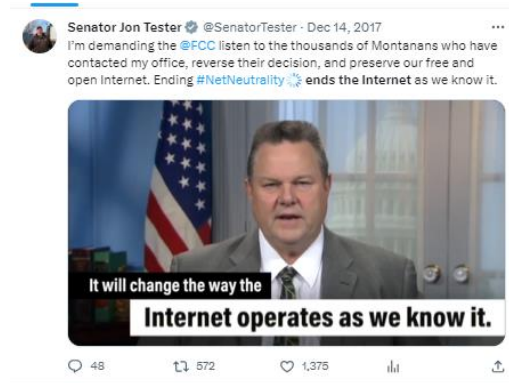 Senator Jon Tester @SenatorTester · Dec 14, 2017
I'm demanding the @FCC listen to the thousands of Montanans who have
contacted my office, reverse their decision, and preserve our free and
open Internet. Ending #NetNeutrality ends the Internet as we know it.
It will change the way the
Internet operates as we know it.
48 572 1,375